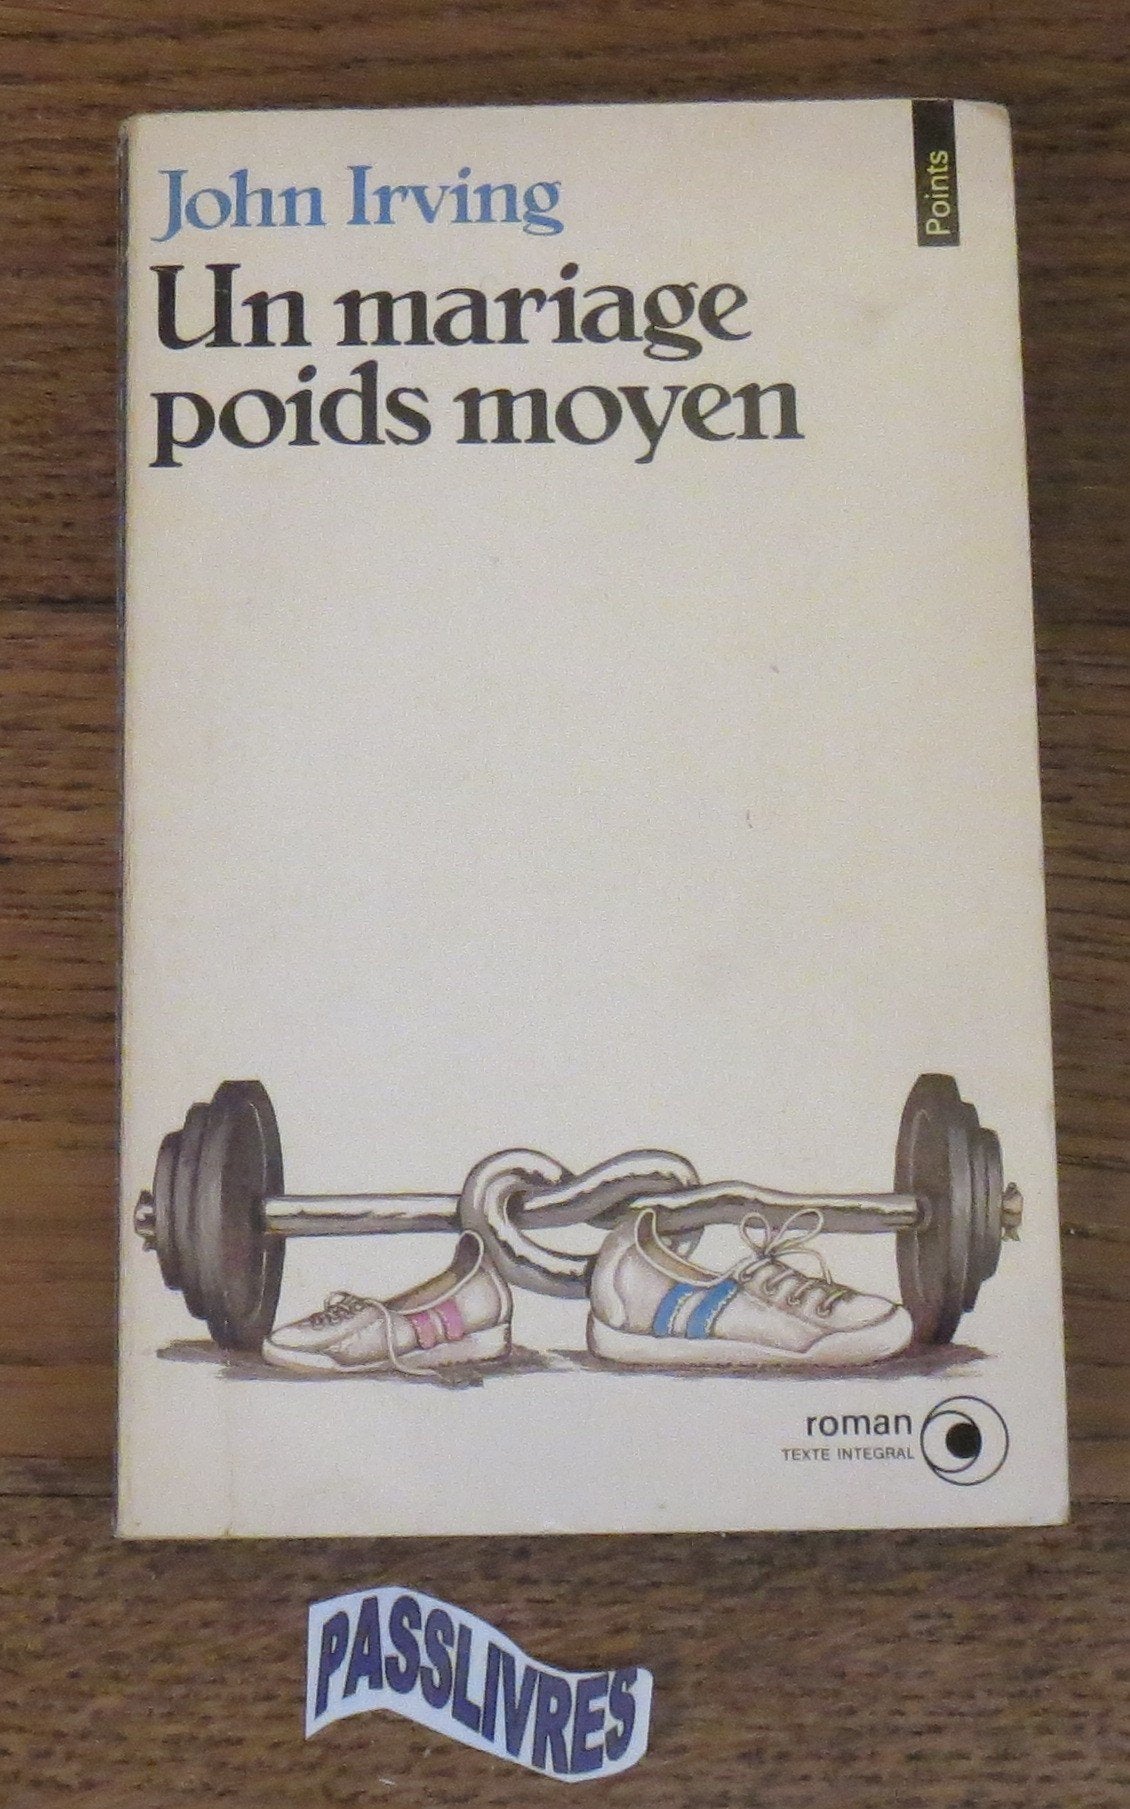 John Irving
Points
Un mariage
poids moyen
roman
TEXTE INTEGRAL
PASSLIVRES